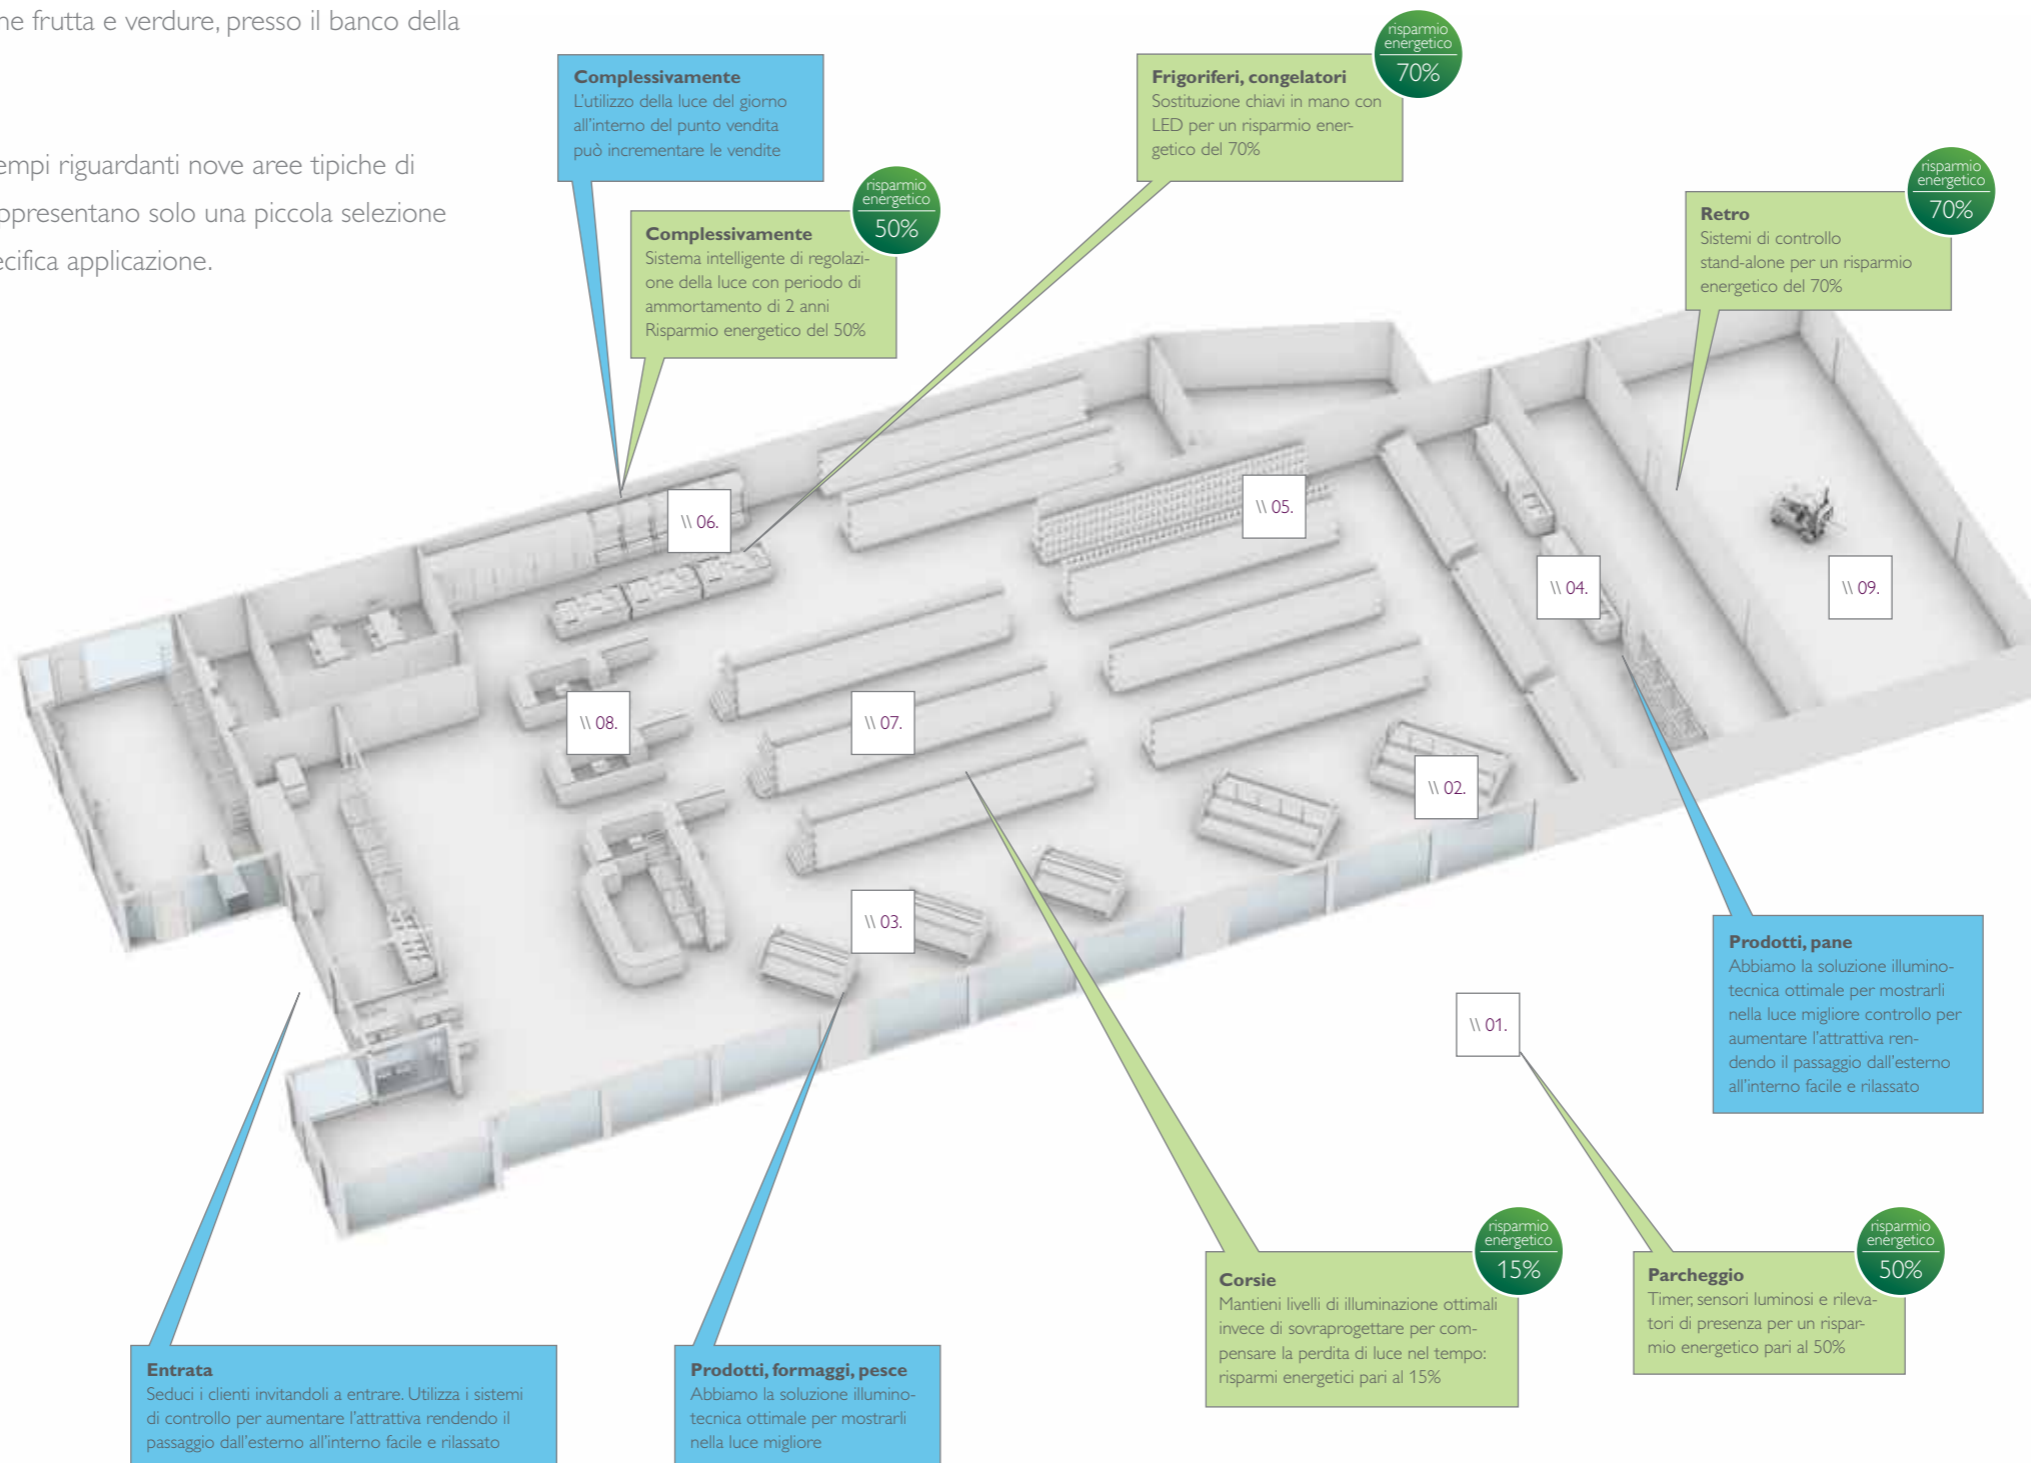 ne frutta e verdure, presso il banco della
empi riguardanti nove aree tipiche di
ppresentano solo una piccola selezione
ecifica applicazione.
Complessivamente
L'utilizzo della luce del giorno
all'interno del punto vendita
può incrementare le vendite
risparmio
energetico
50%
Complessivamente
Sistema intelligente di regolazi-
one della luce con periodo di
ammortamento di 2 anni
Risparmio energetico del 50%
risparmio
energetico
70%
Frigoriferi, congelatori
Sostituzione chiavi in mano con
LED per un risparmio ener-
getico del 70%
risparmio
energetico
70%
Retro
Sistemi di controllo
stand-alone per un risparmio
energetico del 70%
\\ 06.
\\ 05.
\\ 04.
\\ 09.
\\ 08.
\\ 07.
\\ 02.
\\ 03.
\\ 01.
Prodotti, pane
Abbiamo la soluzione illumino-
tecnica ottimale per mostrarli
nella luce migliore controllo per
aumentare l'attrattiva ren-
dendo il passaggio dall'esterno
all'interno facile e rilassato
Entrata
Seduci i clienti invitandoli a entrare. Utilizza i sistemi
di controllo per aumentare l'attrattiva rendendo il
passaggio dall'esterno all'interno facile e rilassato
Prodotti, formaggi, pesce
Abbiamo la soluzione illumino-
tecnica ottimale per mostrarli
nella luce migliore
risparmio
energetico
15%
Corsie
Mantieni livelli di illuminazione ottimali
invece di sovraprogettare per com-
pensare la perdita di luce nel tempo:
risparmi energetici pari al 15%
risparmio
energetico
50%
Parcheggio
Timer, sensori luminosi e rileva-
tori di presenza per un rispar-
mio energetico pari al 50%